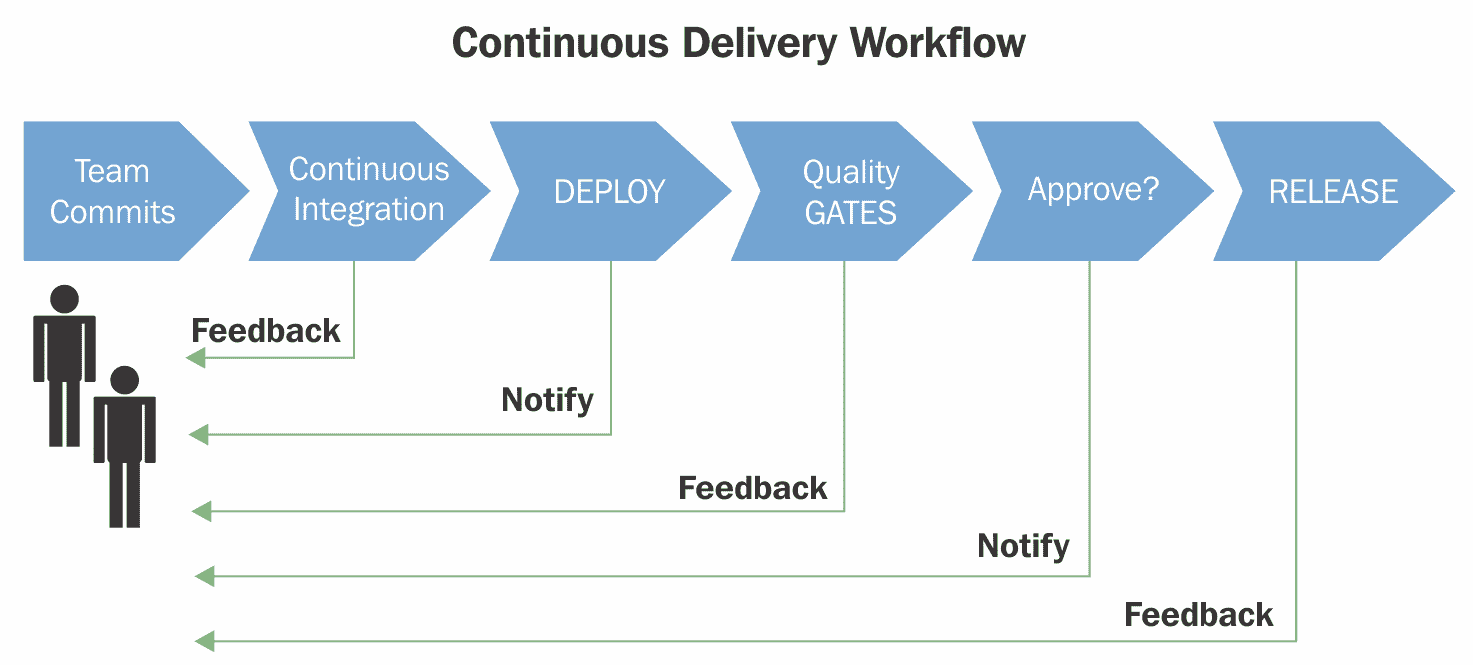 Continuous Delivery Workflow
Team
Commits
Continuous
Integration
DEPLOY
Quality
GATES
Approve?
RELEASE
Feedback
Notify
Feedback
Notify
Feedback